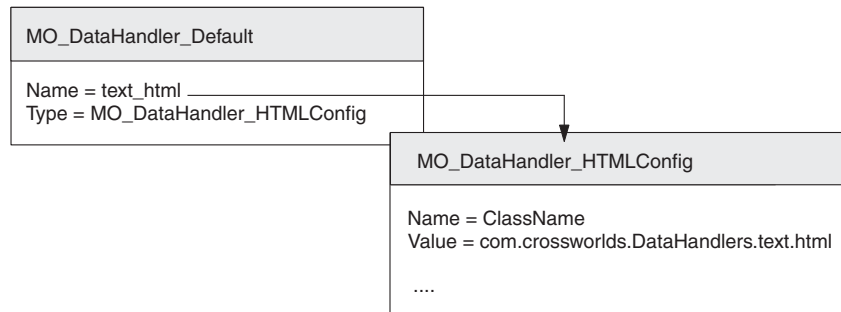 MO_DataHandler_Default
Name = text_html
Type = MO_DataHandler_HTMLConfig
MO_DataHandler_HTMLConfig
Name = ClassName
Value = com.crossworlds.DataHandlers.text.html
....